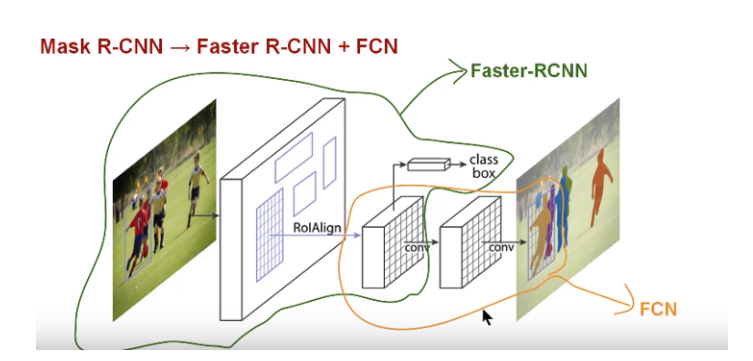 Mask R-CNN → Faster R-CNN + FCN
Faster-RCNN
class
box
RoIAlign
conv
conv
FCN